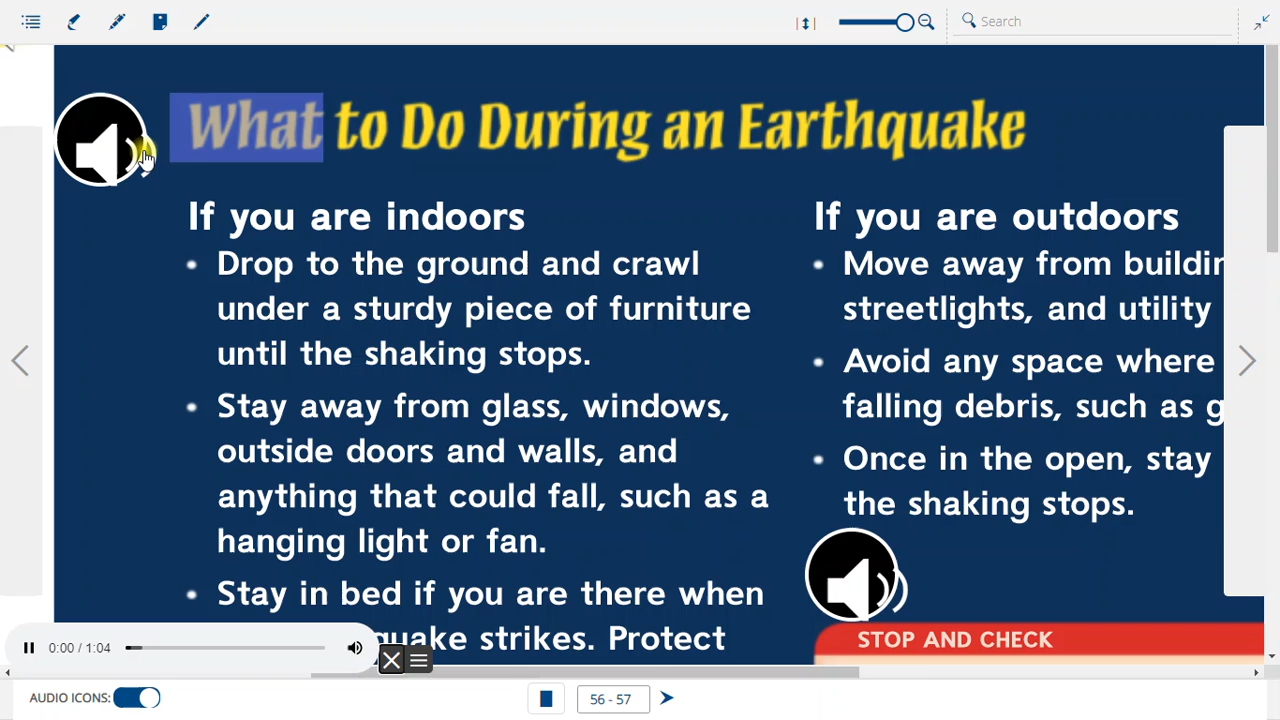 Search
What to Do During an Earthquake
If you are indoors
• Drop to the ground and crawl
under a sturdy piece of furniture
until the shaking stops.
• Stay away from glass, windows,
outside doors and walls, and
anything that could fall, such as a
hanging light or fan.
• Stay in bed if you are there when
quake strikes. Protect
If you are outdoors
• Move away from buildin
streetlights, and utility
• Avoid any space where
falling debris, such as g
• Once in the open, stay
the shaking stops.
STOP AND CHECK
0:00 / 1:04
AUDIO ICONS:
56 - 57